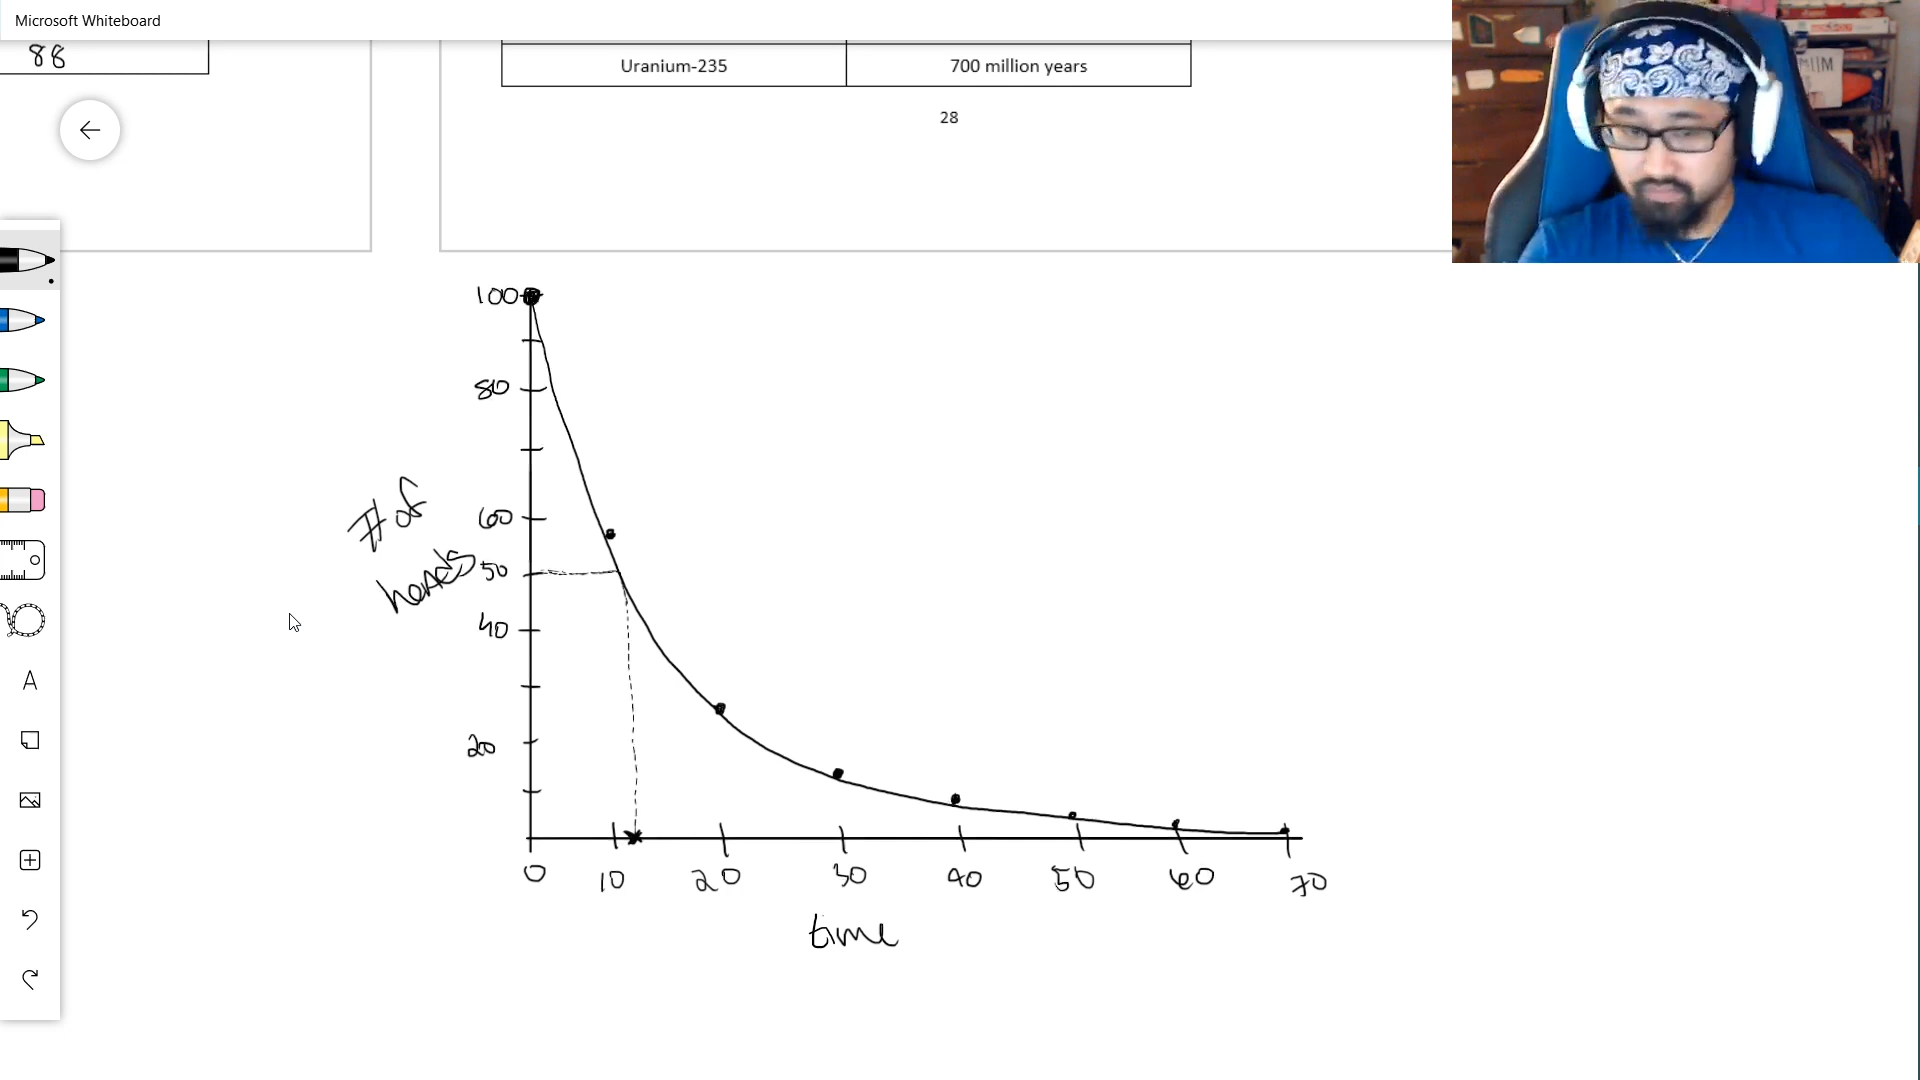 Microsoft Whiteboard
88
Uranium-235 700 million years
28
100
80
60
# of
heads
50
40
20
0 10 20 30 40 50 60 70
time
A